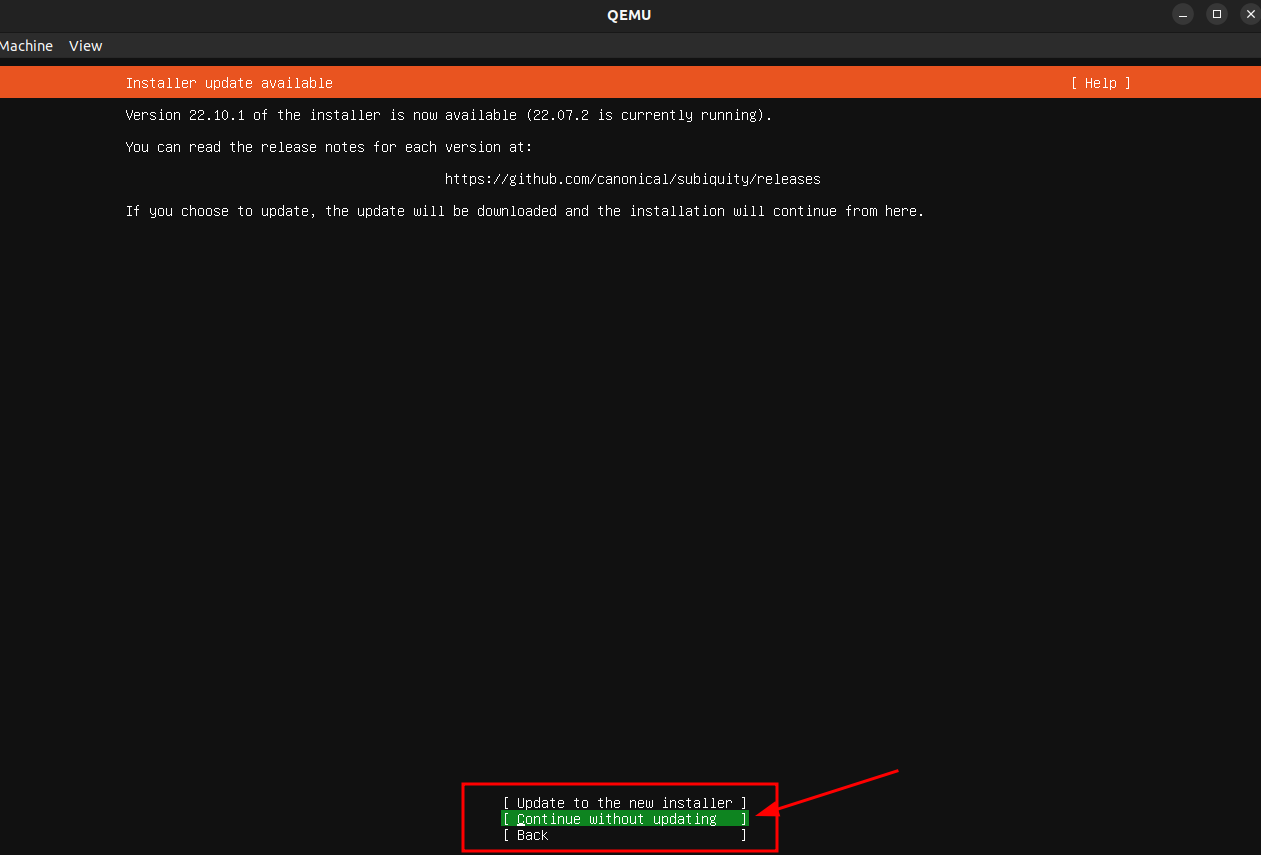 QEMU
Machine View
Installer update available [ Help ]
Version 22.10.1 of the installer is now available (22.07.2 is currently running).
You can read the release notes for each version at:
https://github.com/canonical/subiquity/releases
If you choose to update, the update will be downloaded and the installation will continue from here.
[ Update to the new installer ]
[ Continue without updating ]
[ Back ]